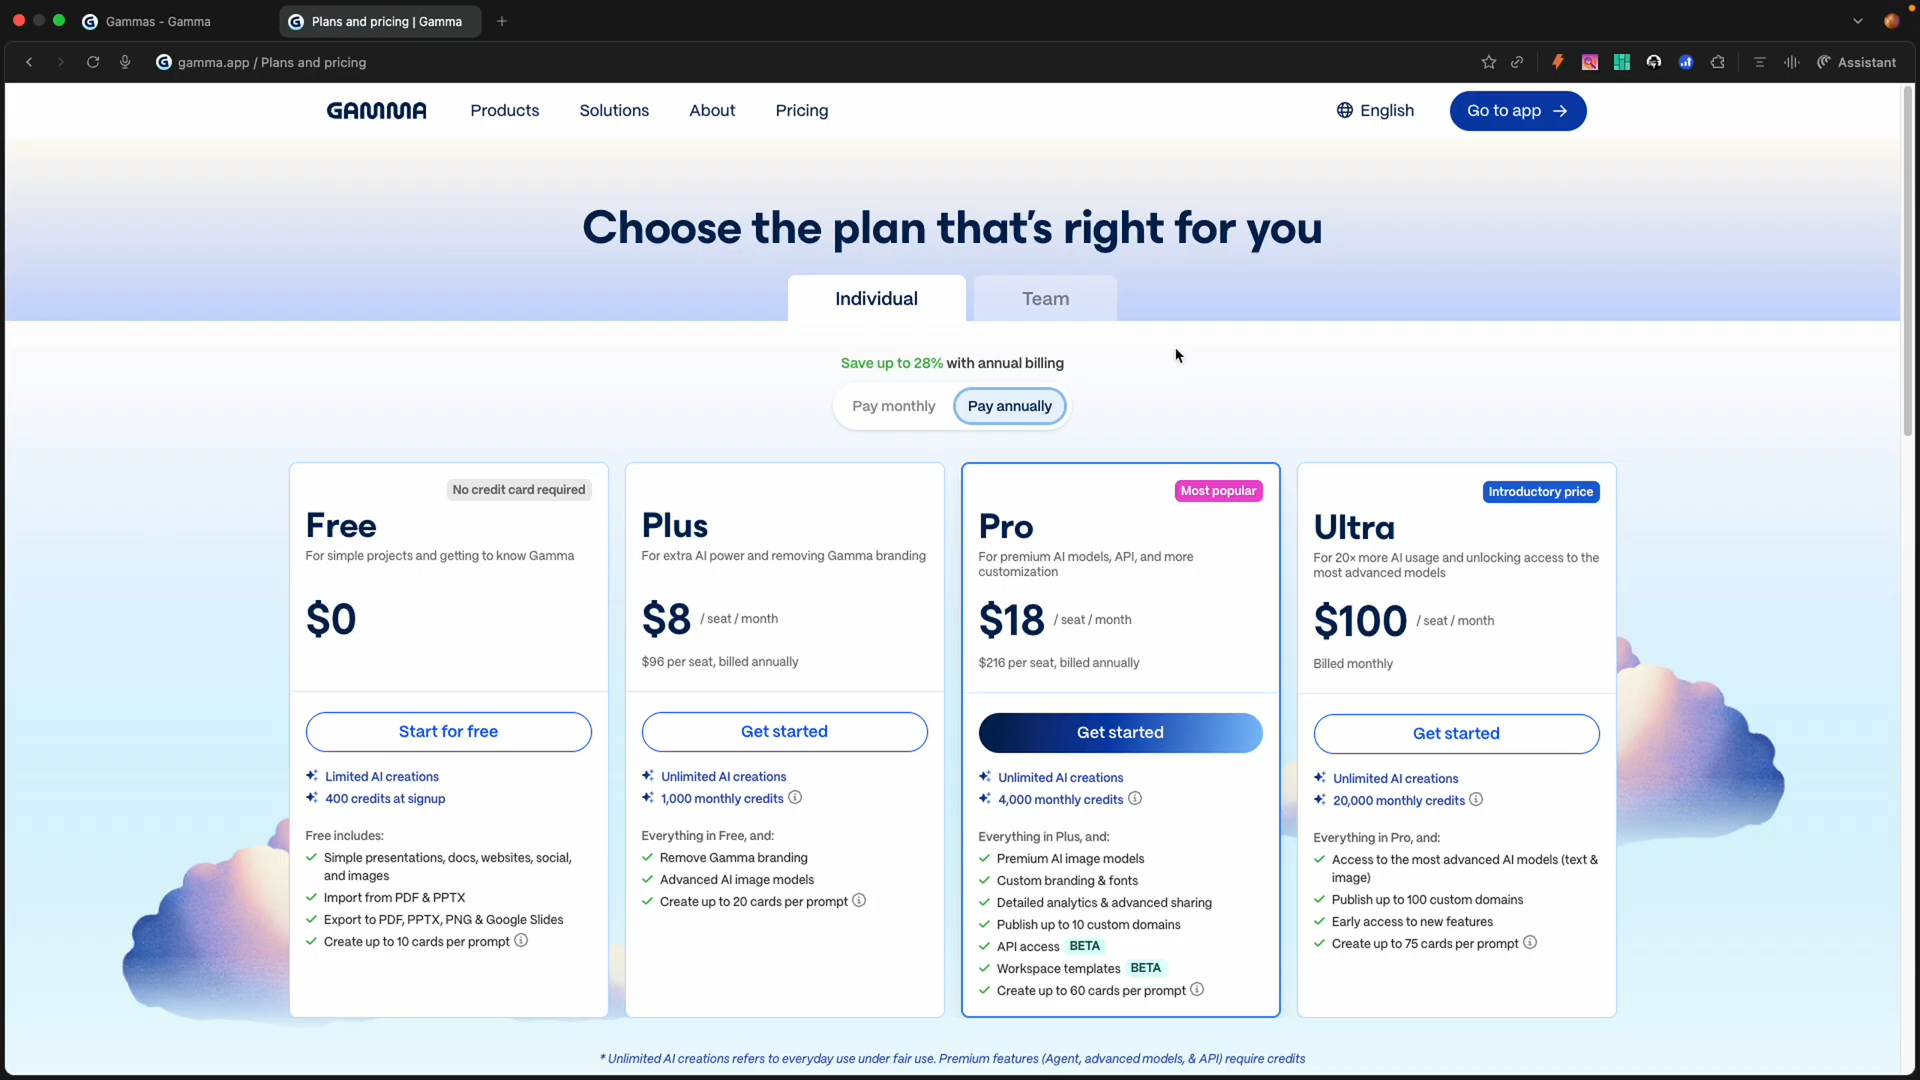 Gammas - Gamma
Plans and pricing | Gamma
gamma.app / Plans and pricing
Assistant
GAMMA
Products
Solutions
About
Pricing
English
Go to app
Choose the plan that's right for you
Individual
Team
Save up to 28% with annual billing
Pay monthly
Pay annually
No credit card required
Free
For simple projects and getting to know Gamma
$0
Start for free
Limited AI creations
400 credits at signup
Free includes:
Simple presentations, docs, websites, social,
and images
Import from PDF & PPTX
Export to PDF, PPTX, PNG & Google Slides
Create up to 10 cards per prompt
Plus
For extra AI power and removing Gamma branding
$8 / seat / month
$96 per seat, billed annually
Get started
Unlimited AI creations
1,000 monthly credits
Everything in Free, and:
Remove Gamma branding
Advanced AI image models
Create up to 20 cards per prompt
Most popular
Pro
For premium AI models, API, and more
customization
$18 / seat / month
$216 per seat, billed annually
Get started
Unlimited AI creations
4,000 monthly credits
Everything in Plus, and:
Premium AI image models
Custom branding & fonts
Detailed analytics & advanced sharing
Publish up to 10 custom domains
API access BETA
Workspace templates BETA
Create up to 60 cards per prompt
Introductory price
Ultra
For 20× more AI usage and unlocking access to the
most advanced models
$100 / seat / month
Billed monthly
Get started
Unlimited AI creations
20,000 monthly credits
Everything in Pro, and:
Access to the most advanced AI models (text &
image)
Publish up to 100 custom domains
Early access to new features
Create up to 75 cards per prompt
* Unlimited AI creations refers to everyday use under fair use. Premium features (Agent, advanced models, & API) require credits